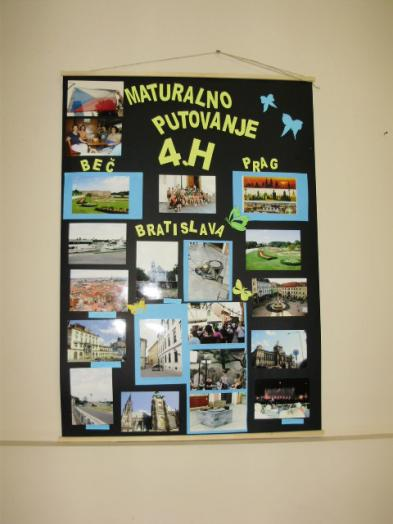 MATURALNO
PUTOVANJE
4.H
BEČ
PRAG
BRATISLAVA